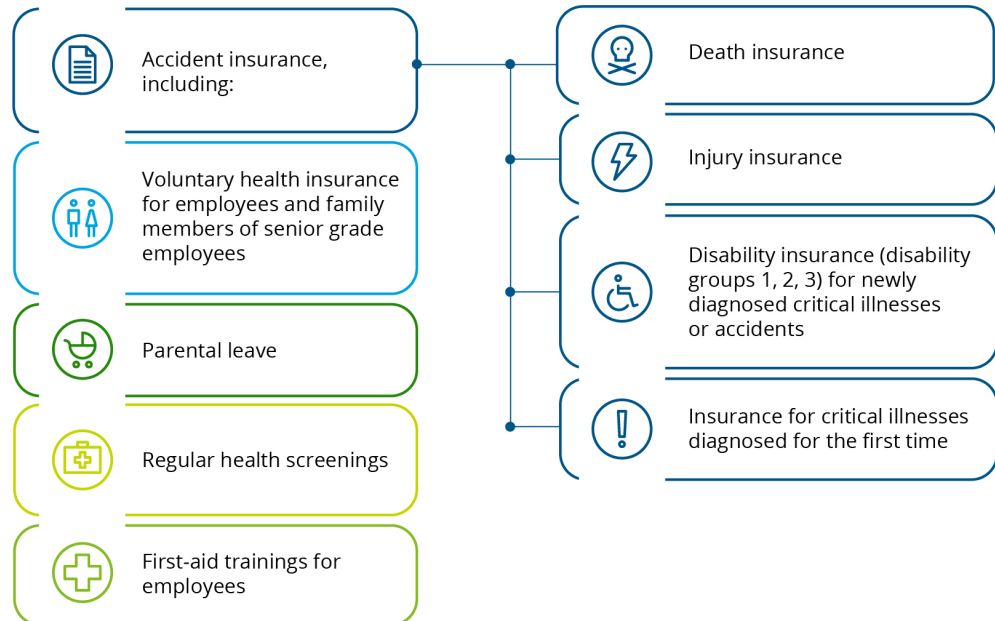 Accident insurance,
including:
Voluntary health insurance
for employees and family
members of senior grade
employees
Parental leave
Regular health screenings
First-aid trainings for
employees
Death insurance
Injury insurance
Disability insurance (disability
groups 1, 2, 3) for newly
diagnosed critical illnesses
or accidents
Insurance for critical illnesses
diagnosed for the first time